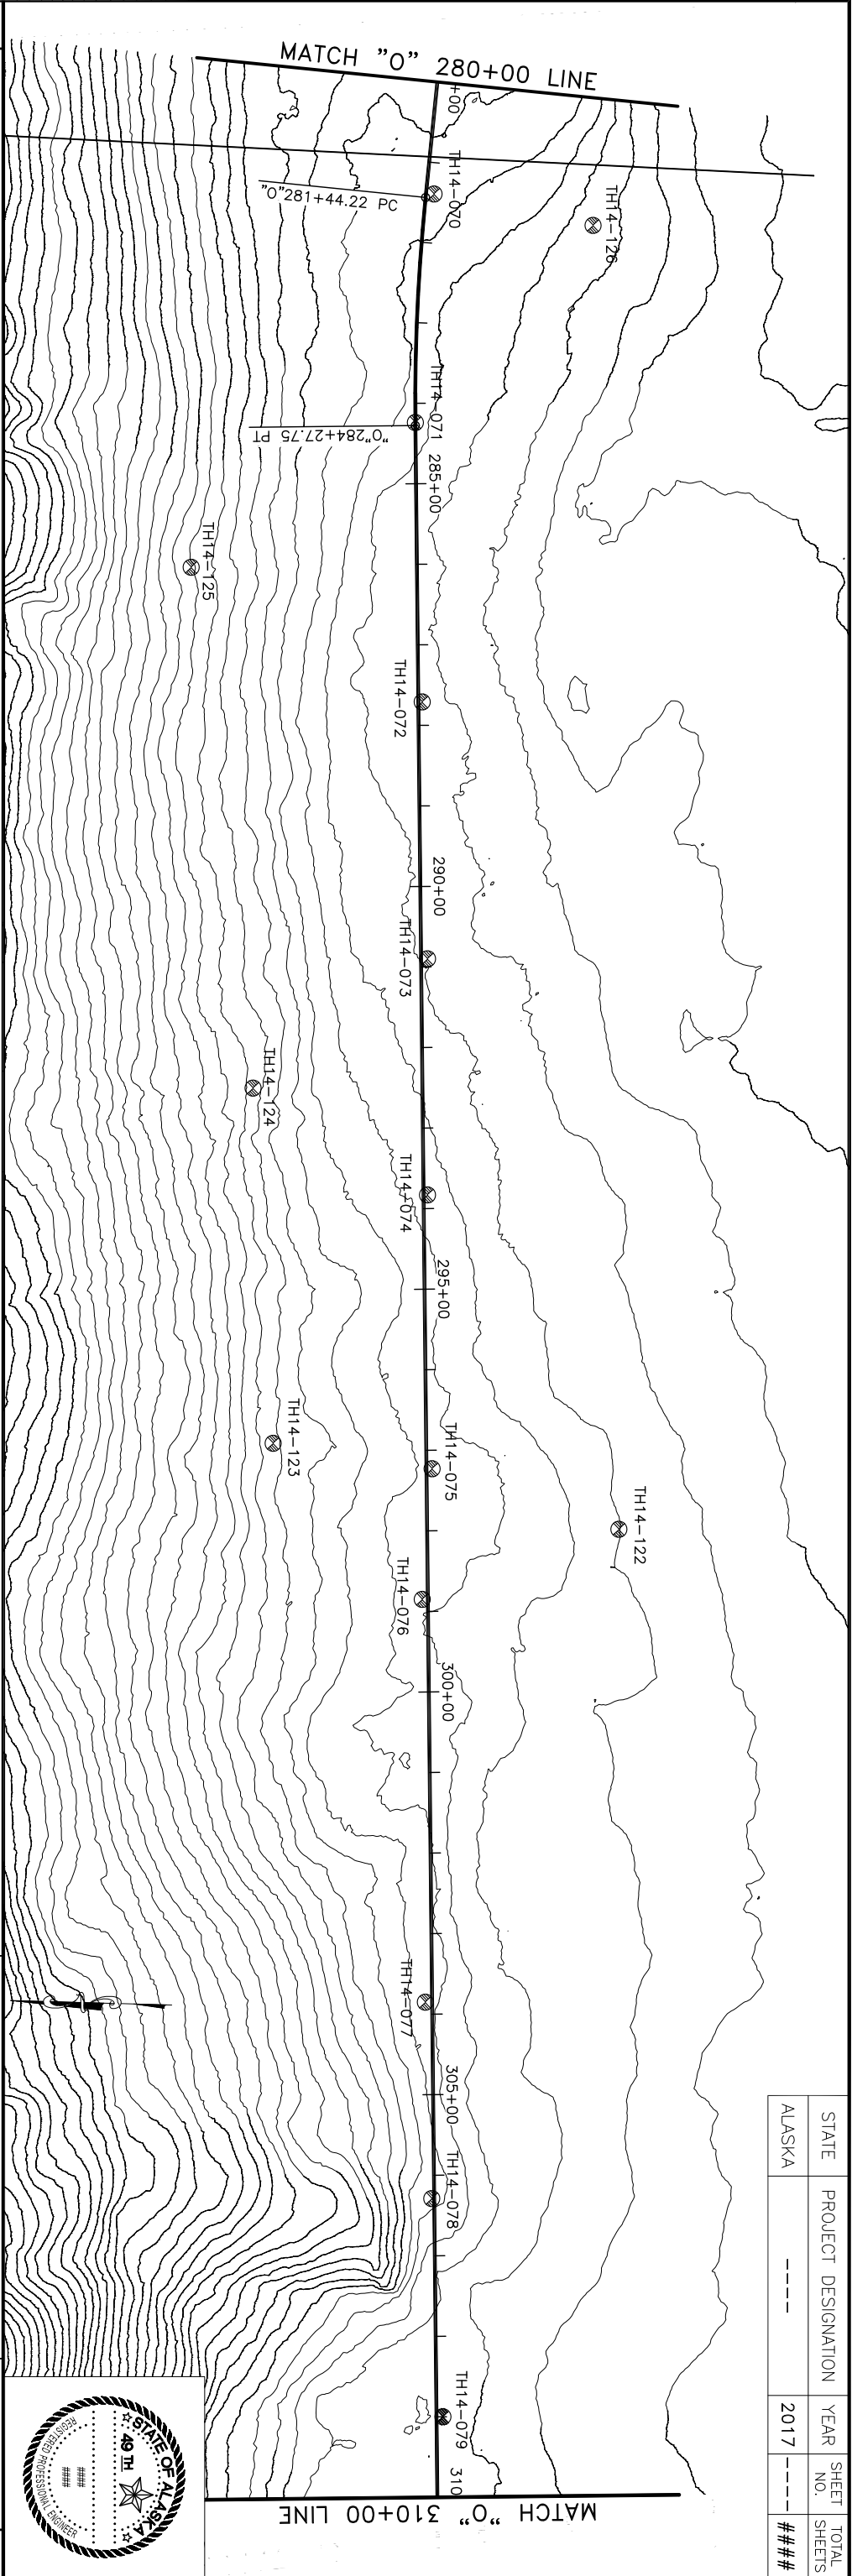 MATCH "O" 280+00 LINE
+00
TH14-070
"O"281+44.22 PC
TH14-126
TH14-071
"O"284+27.75 PT
285+00
TH14-125
TH14-072
290+00
TH14-073
TH14-124
TH14-074
295+00
TH14-123
TH14-075
TH14-122
TH14-076
300+00
TH14-077
305+00
TH14-078
TH14-079
310
MATCH "O" 310+00 LINE
STATE
PROJECT DESIGNATION
YEAR
SHEET NO.
TOTAL SHEETS
ALASKA
----
2017
----
####
STATE OF ALASKA
49 TH
####
####
REGISTERED PROFESSIONAL ENGINEER